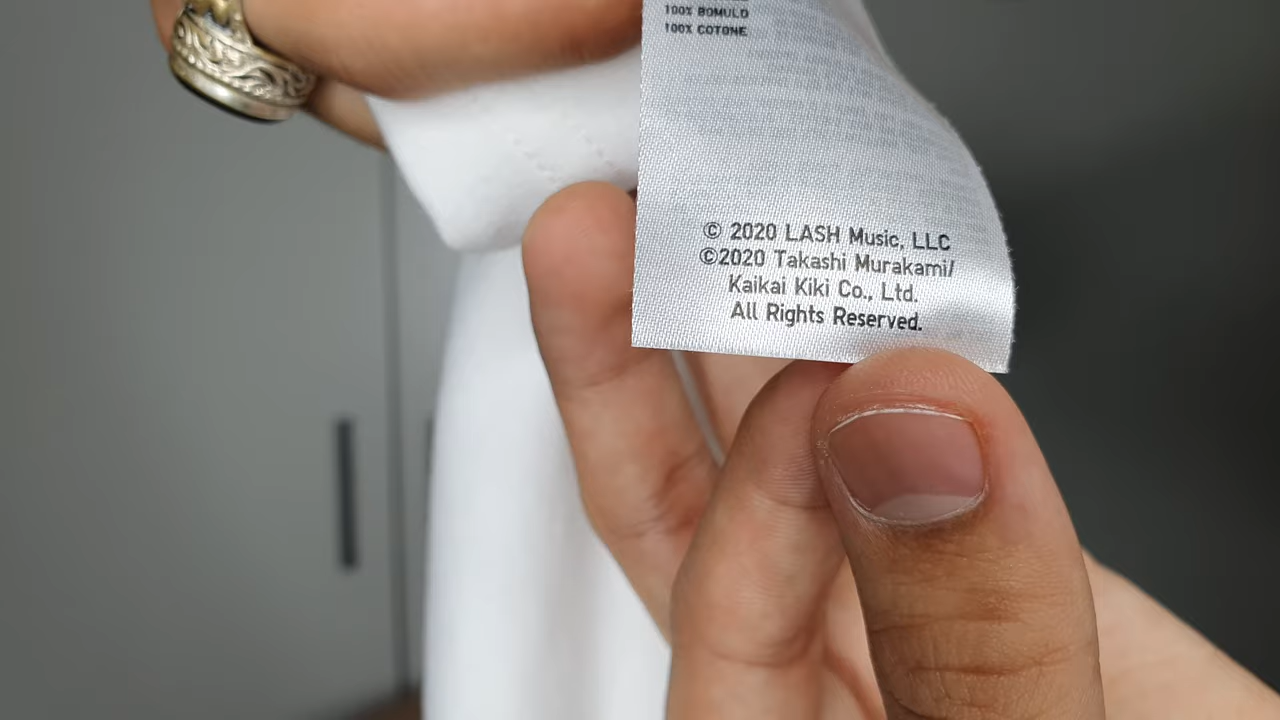 100% BOMULD
100% COTONE
© 2020 LASH Music, LLC
©2020 Takashi Murakami/
Kaikai Kiki Co., Ltd.
All Rights Reserved.